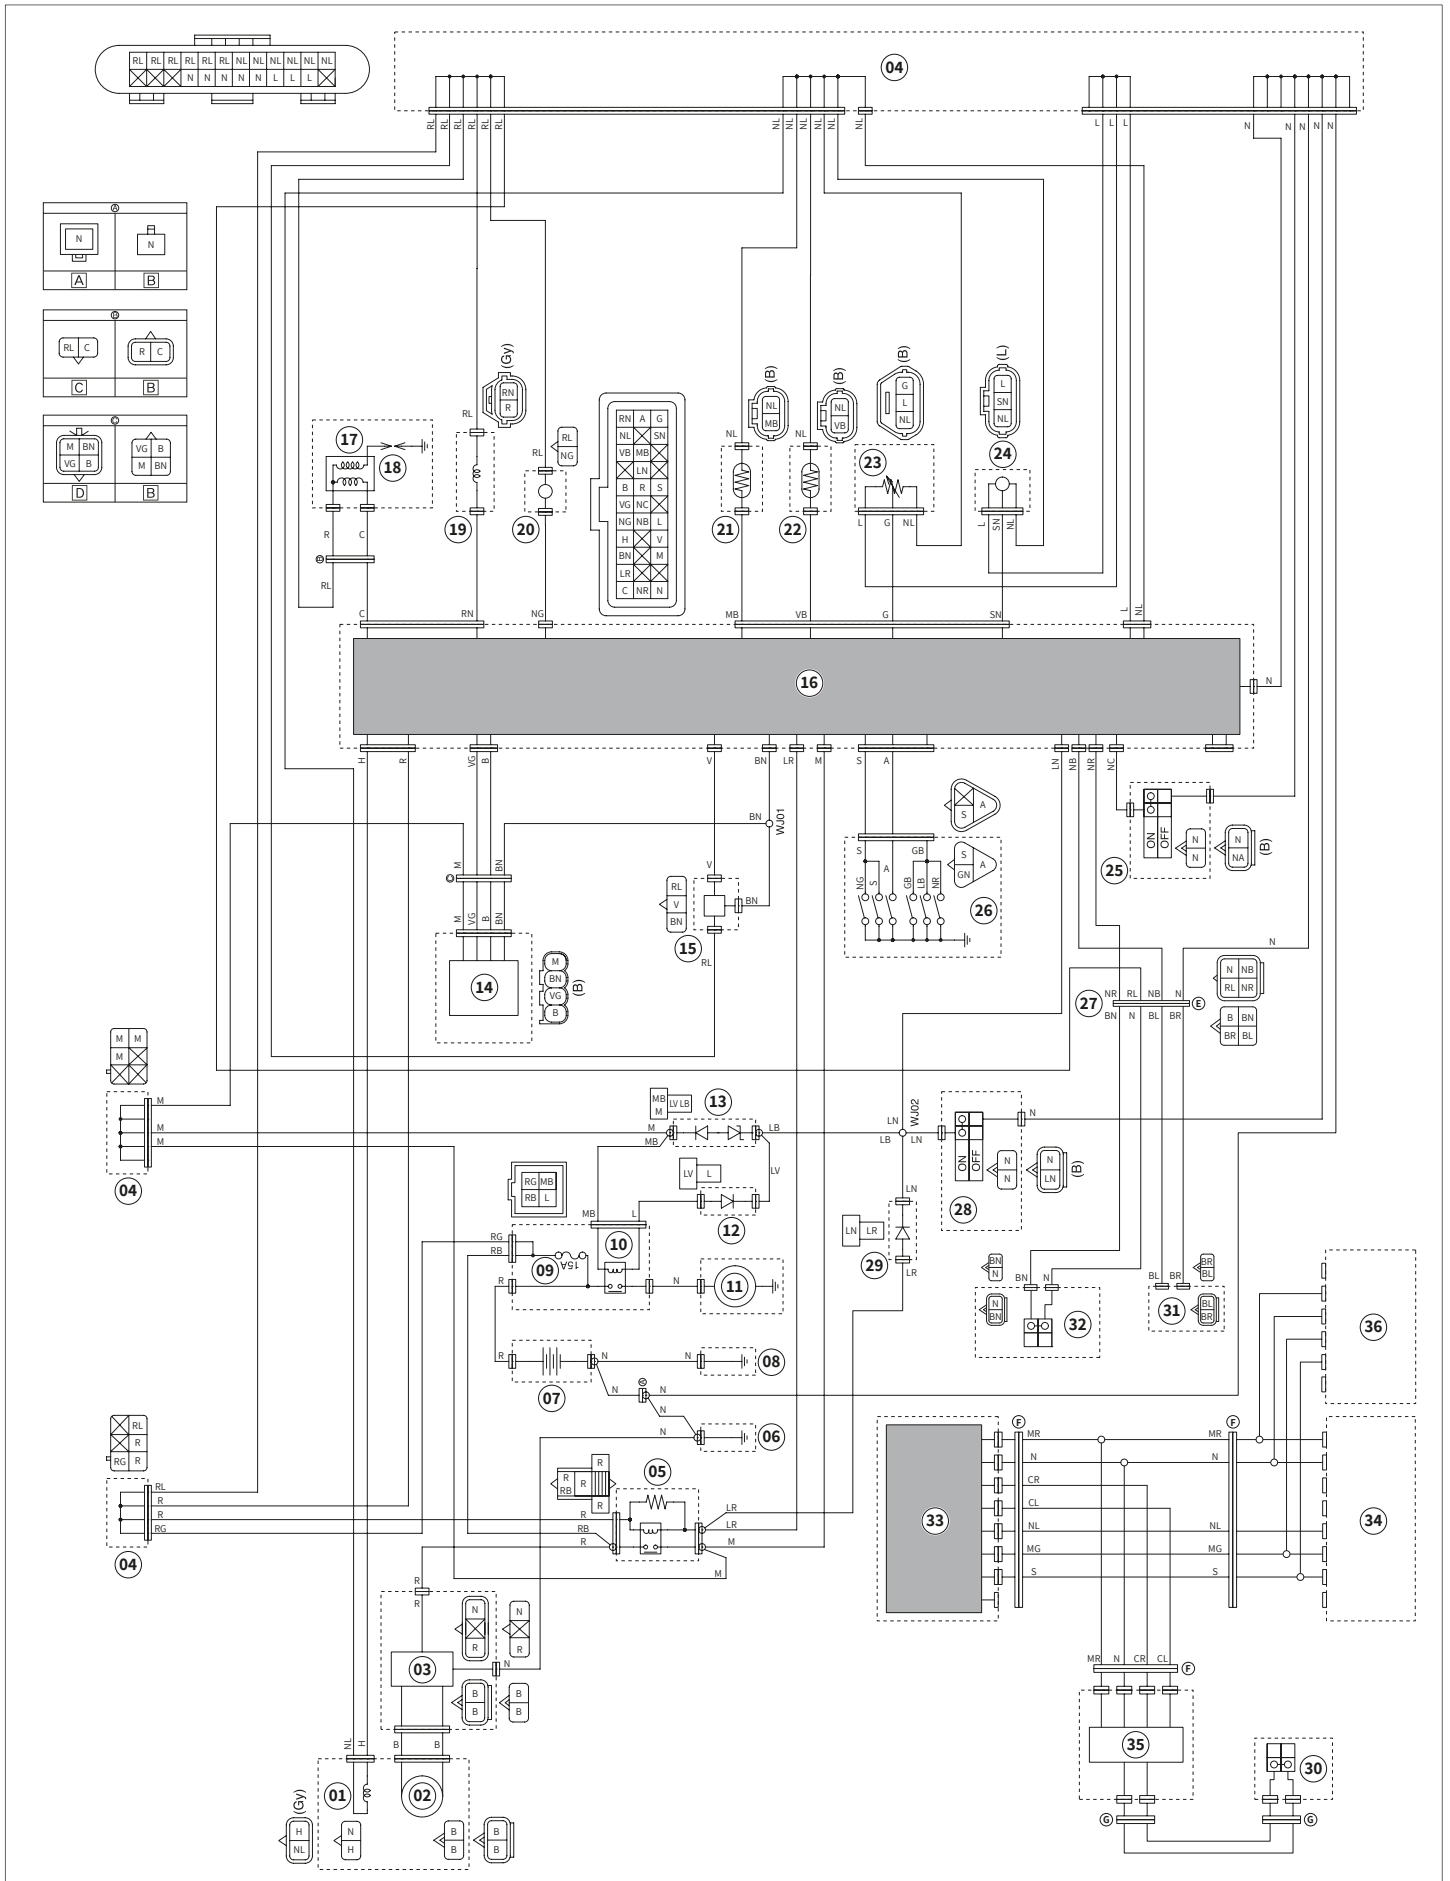 RL RL RL RL RL RL NL NL NL NL NL NL
N N N N N L L L
04
RL RL RL RL RL RL
NL NL NL NL NL NL
L L L
N N N N N N
A
N N
A B
B
RL C R C
C B
C
M BN
VG B
VG B
M BN
D B
(Gy)
RN
R
RL
17
18
R C
B
RL
C
19
RN
RL
NG
RL
20
NG
RN A G
NL SN
VB MB
LN
B R S
VG NC
NG NB L
H V
BN M
LR
C NR N
(B)
NL
MB
NL
21
MB
(B)
NL
VB
NL
22
VB
(B)
G
L
NL
23
L G NL
G
(L)
L
SN
NL
24
L SN NL
SN
L NL
16
N
H R VG B V BN LR M S A LN NB NR NC
BN
WJ01
M BN
C
M VG B BN
14
M
BN
VG
B
(B)
V
RL
V
BN
BN
15
RL
A
S
S GB
S
A
GN
A
NG S GB LB NR
26
ON OFF
25
N
N
N
NA
(B)
N
NR RL NB N
27
E
BN N BL BR
N NB
RL NR
B BN
BR BL
M M
M
M
M
M
04
MB
M
LV LB
13
M
MB
LB
LV
LV L
12
RG MB
RB L
MB L
RG
RB
10
09
15A
R
N
11
LN
WJ02
LB LN
LN
LN LR
29
LR
ON OFF
28
N
N
N
N
LN
(B)
BN
N
N
BN
BN N
32
BL BR
BR
BL
BL
BR
31
R
07
N
N
08
N
A
N
N
N
06
RL
R
RG R
RL
R
R
RG
04
R
R
RB
R
R
05
R
RB
R
LR
LR
M
M
R
R
03
N
R
N
R
N
B
B
B
B
NL H
B B
01
02
(Gy)
H
NL
N
H
B
B
B
B
36
33
F
MR
N
CR
CL
NL
MG
S
F
MR
N
NL
MG
S
34
MR N CR CL
F
35
30
G
G